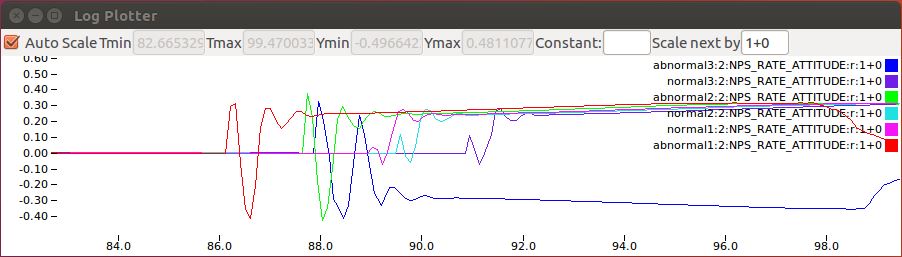 Log Plotter
Auto Scale Tmin 82.665329 Tmax 99.470033 Ymin -0.496642 Ymax 0.4811077 Constant: Scale next by 1+0
0.60
abnormal3:2:NPS_RATE_ATTITUDE:r:1+0
0.50
normal3:2:NPS_RATE_ATTITUDE:r:1+0
0.40
abnormal2:2:NPS_RATE_ATTITUDE:r:1+0
0.30
normal2:2:NPS_RATE_ATTITUDE:r:1+0
0.20
normal1:2:NPS_RATE_ATTITUDE:r:1+0
0.10
abnormal1:2:NPS_RATE_ATTITUDE:r:1+0
0.00
-0.10
-0.20
-0.30
-0.40
84.0 86.0 88.0 90.0 92.0 94.0 96.0 98.0